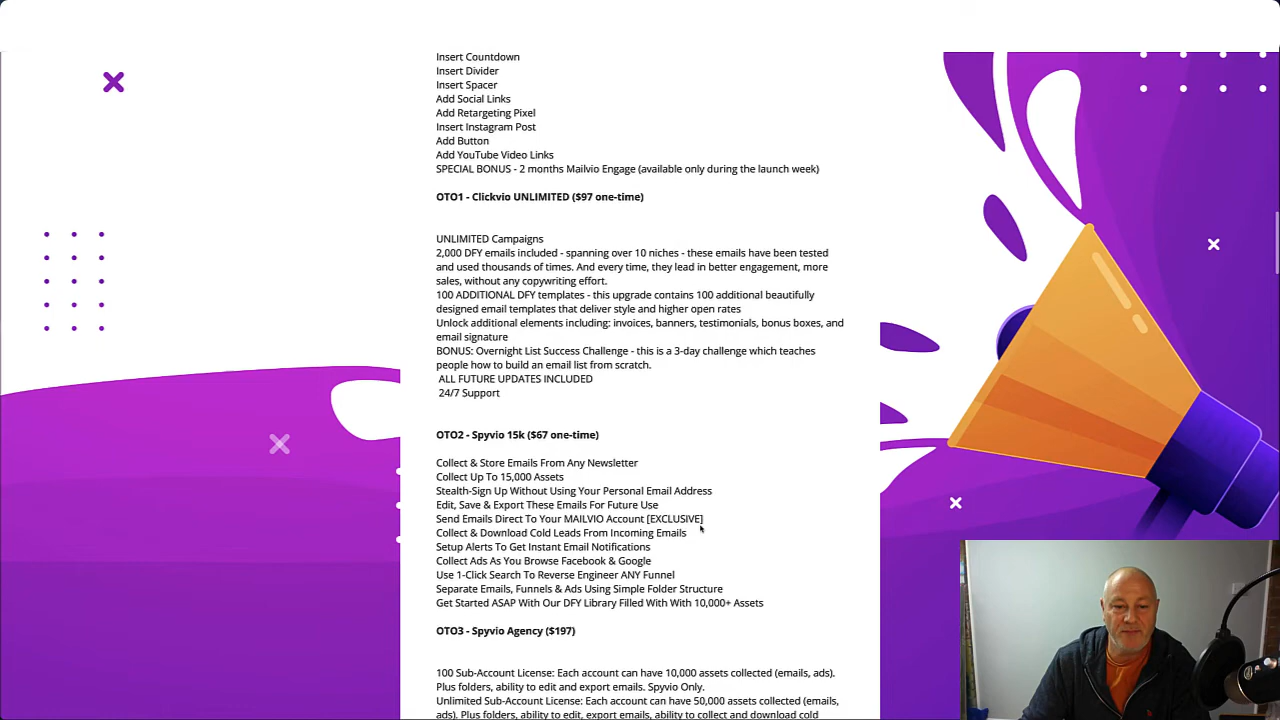 Insert Countdown
Insert Divider
Insert Spacer
Add Social Links
Add Retargeting Pixel
Insert Instagram Post
Add Button
Add YouTube Video Links
SPECIAL BONUS - 2 months Mailvio Engage (available only during the launch week)
OTO1 - Clickvio UNLIMITED ($97 one-time)
UNLIMITED Campaigns
2,000 DFY emails included - spanning over 10 niches - these emails have been tested
and used thousands of times. And every time, they lead in better engagement, more
sales, without any copywriting effort.
100 ADDITIONAL DFY templates - this upgrade contains 100 additional beautifully
designed email templates that deliver style and higher open rates
Unlock additional elements including: invoices, banners, testimonials, bonus boxes, and
email signature
BONUS: Overnight List Success Challenge - this is a 3-day challenge which teaches
people how to build an email list from scratch.
ALL FUTURE UPDATES INCLUDED
24/7 Support
OTO2 - Spyvio 15k ($67 one-time)
Collect & Store Emails From Any Newsletter
Collect Up To 15,000 Assets
Stealth-Sign Up Without Using Your Personal Email Address
Edit, Save & Export These Emails For Future Use
Send Emails Direct To Your MAILVIO Account [EXCLUSIVE]
Collect & Download Cold Leads From Incoming Emails
Setup Alerts To Get Instant Email Notifications
Collect Ads As You Browse Facebook & Google
Use 1-Click Search To Reverse Engineer ANY Funnel
Separate Emails, Funnels & Ads Using Simple Folder Structure
Get Started ASAP With Our DFY Library Filled With With 10,000+ Assets
OTO3 - Spyvio Agency ($197)
100 Sub-Account License: Each account can have 10,000 assets collected (emails, ads).
Plus folders, ability to edit and export emails. Spyvio Only.
Unlimited Sub-Account License: Each account can have 50,000 assets collected (emails,
ads). Plus folders, ability to edit, export emails, ability to collect and download cold